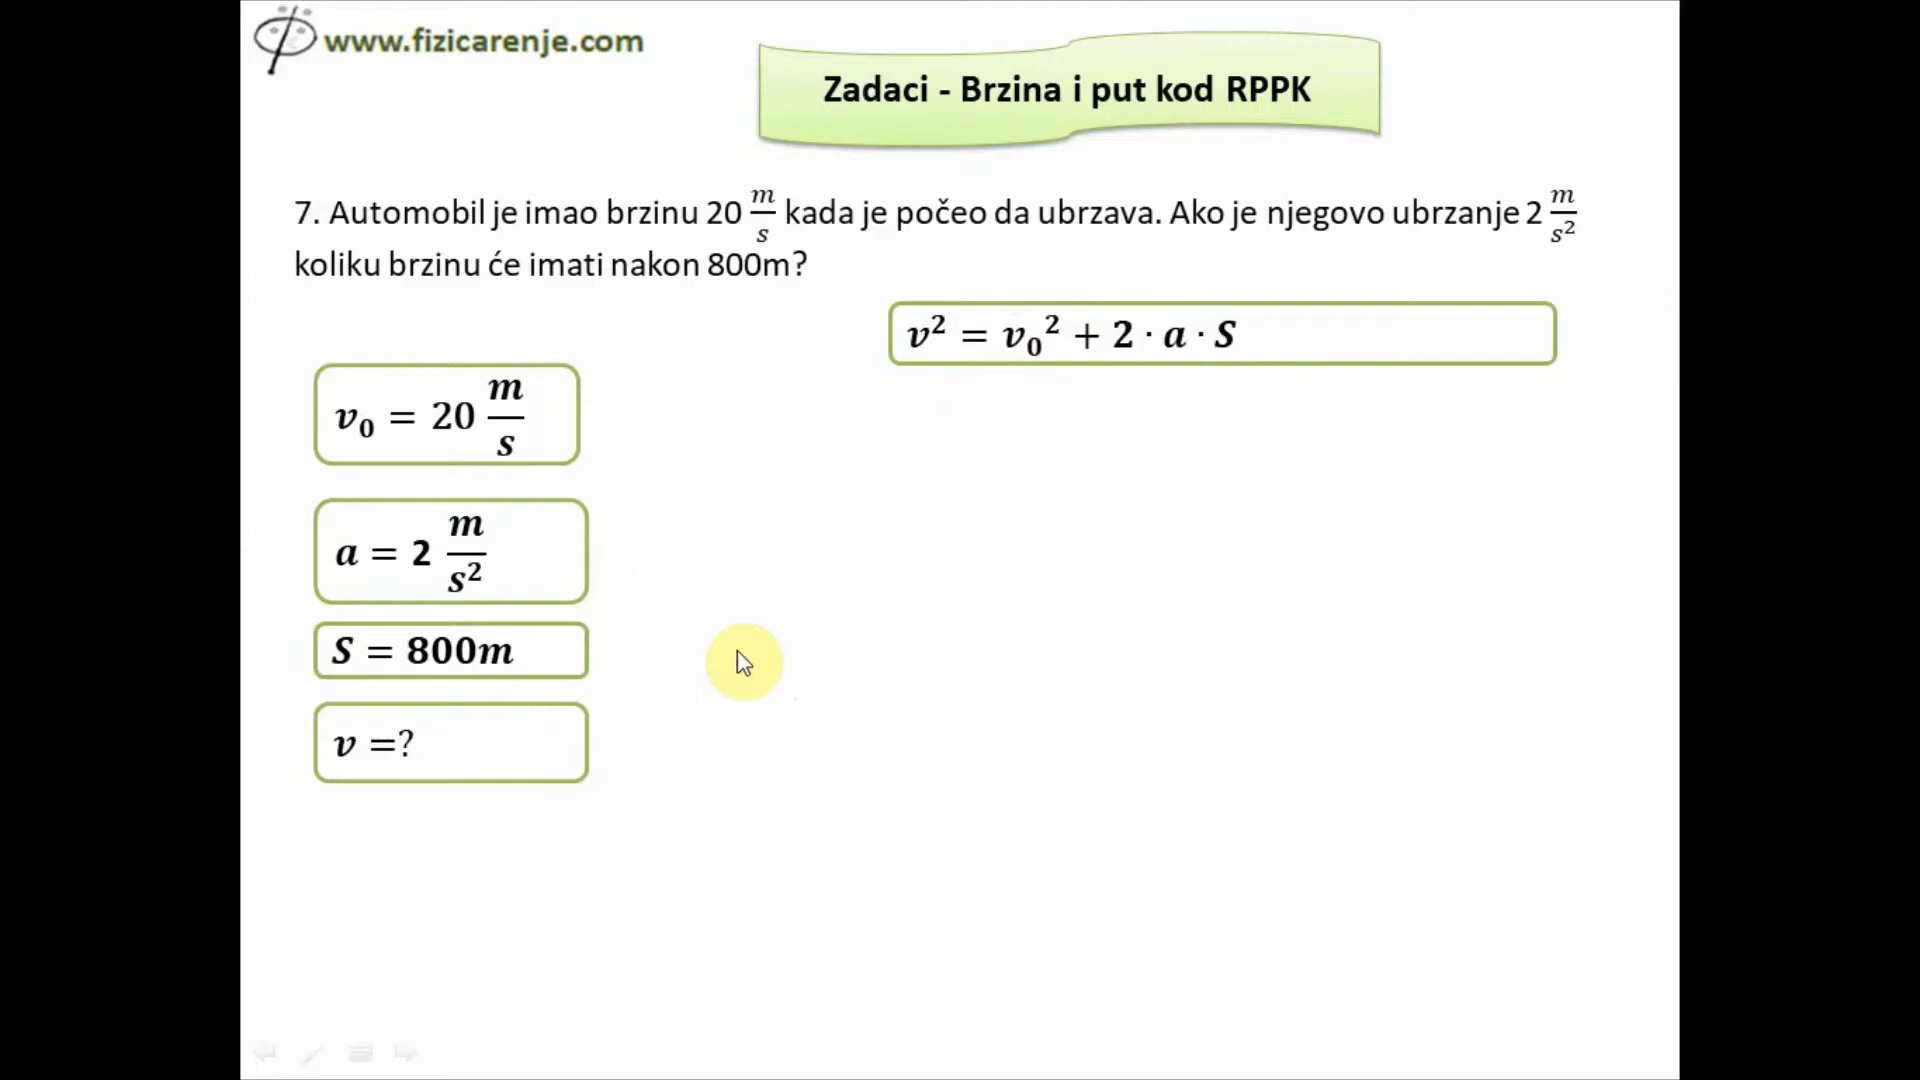 www.fizicarenje.com
Zadaci - Brzina i put kod RPPK
7. Automobil je imao brzinu 20 m/s kada je počeo da ubrzava. Ako je njegovo ubrzanje 2 m/s²
koliku brzinu će imati nakon 800m?
v² = v₀² + 2 · a · S
v₀ = 20 m/s
a = 2 m/s²
S = 800m
v =?